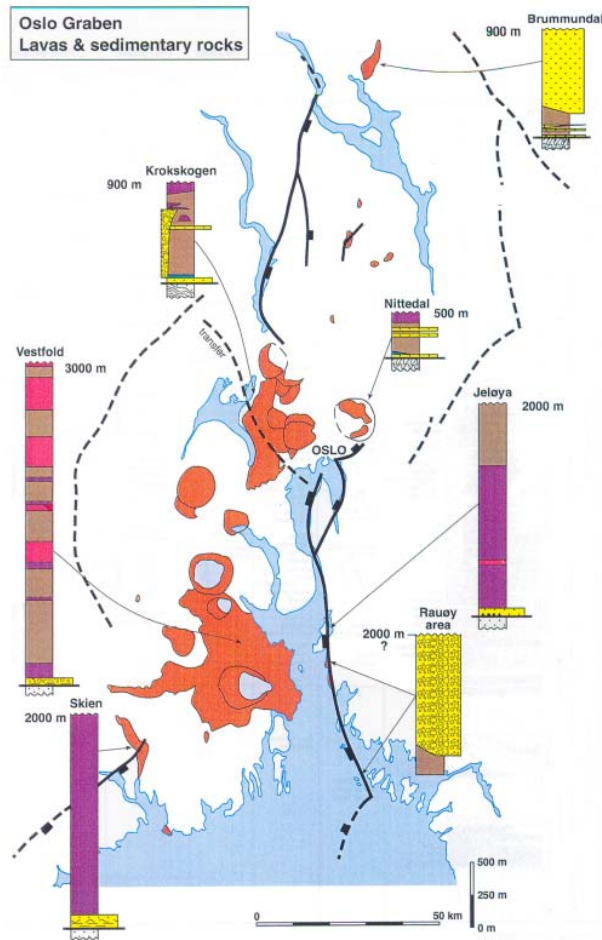 Oslo Graben
Lavas & sedimentary rocks
Brummundal
900 m
Krokskogen
900 m
Nittedal
500 m
transfer
Vestfold
3000 m
Jeløya
2000 m
OSLO
Rauøy
area
2000 m
?
Skien
2000 m
500 m
250 m
0 m
0
50 km